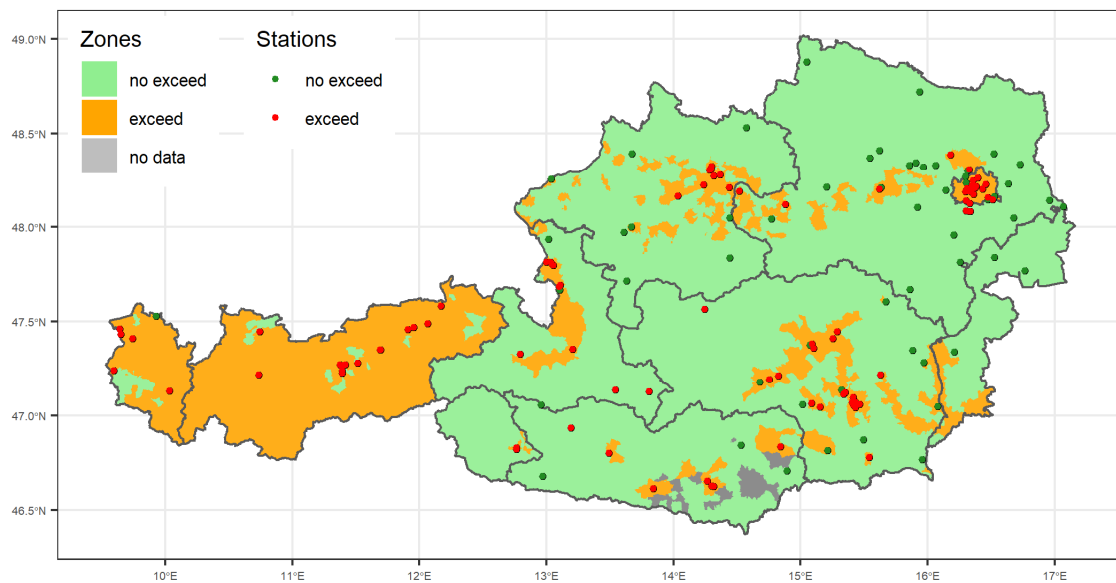 Zones
no exceed
exceed
no data
Stations
no exceed
exceed
49.0°N
48.5°N
48.0°N
47.5°N
47.0°N
46.5°N
10°E 11°E 12°E 13°E 14°E 15°E 16°E 17°E